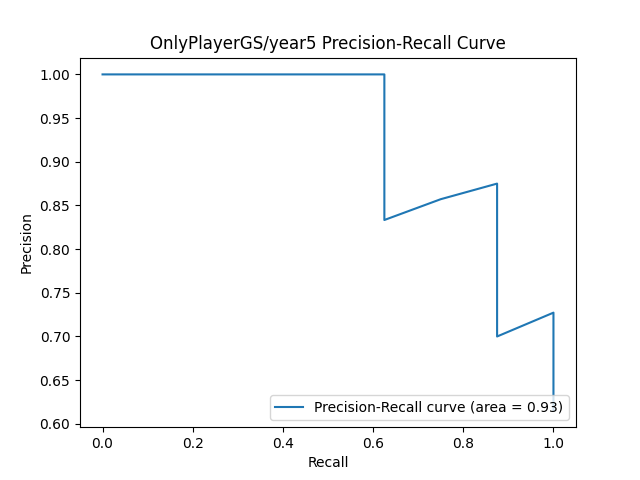 OnlyPlayerGS/year5 Precision-Recall Curve
1.00
0.95
0.90
0.85
0.80
0.75
0.70
0.65
0.60
Precision
Precision-Recall curve (area = 0.93)
0.0 0.2 0.4 0.6 0.8 1.0
Recall